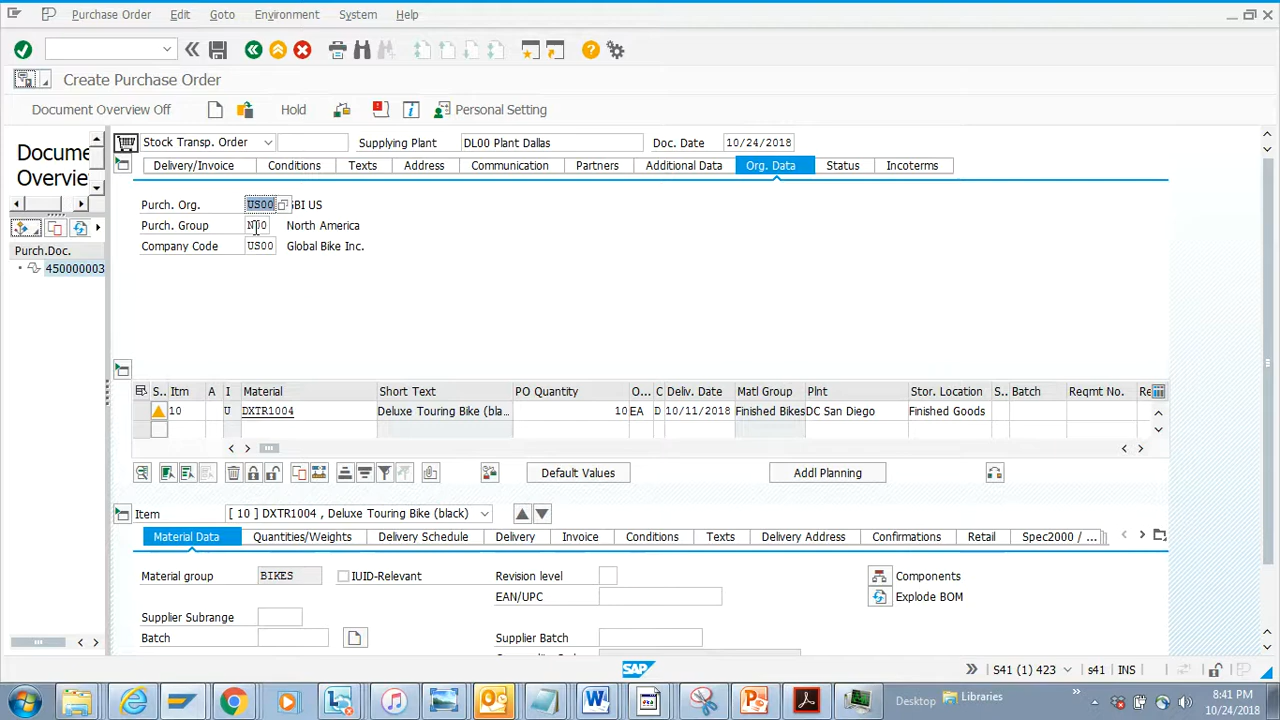 Purchase Order Edit Goto Environment System Help
Create Purchase Order
Document Overview Off Hold Personal Setting
Docume
Overvie
Stock Transp. Order Supplying Plant DL00 Plant Dallas Doc. Date 10/24/2018
Delivery/Invoice Conditions Texts Address Communication Partners Additional Data Org. Data Status Incoterms
Purch. Org. US00 BI US
Purch. Group North America
Company Code US00 Global Bike Inc.
Purch.Doc.
450000003
S.. Itm A I Material Short Text PO Quantity O... C Deliv. Date Matl Group Plnt Stor. Location S.. Batch Reqmt No. Re
10 U DXTR1004 Deluxe Touring Bike (bla... 10 EA D 10/11/2018 Finished Bikes DC San Diego Finished Goods
Default Values Addl Planning
Item [ 10 ] DXTR1004 , Deluxe Touring Bike (black)
Material Data Quantities/Weights Delivery Schedule Delivery Invoice Conditions Texts Delivery Address Confirmations Retail Spec2000 / ...
Material group BIKES IUID-Relevant Revision level Components
EAN/UPC Explode BOM
Supplier Subrange
Batch Supplier Batch
SAP S41 (1) 423 s41 INS
Desktop Libraries 8:41 PM
10/24/2018